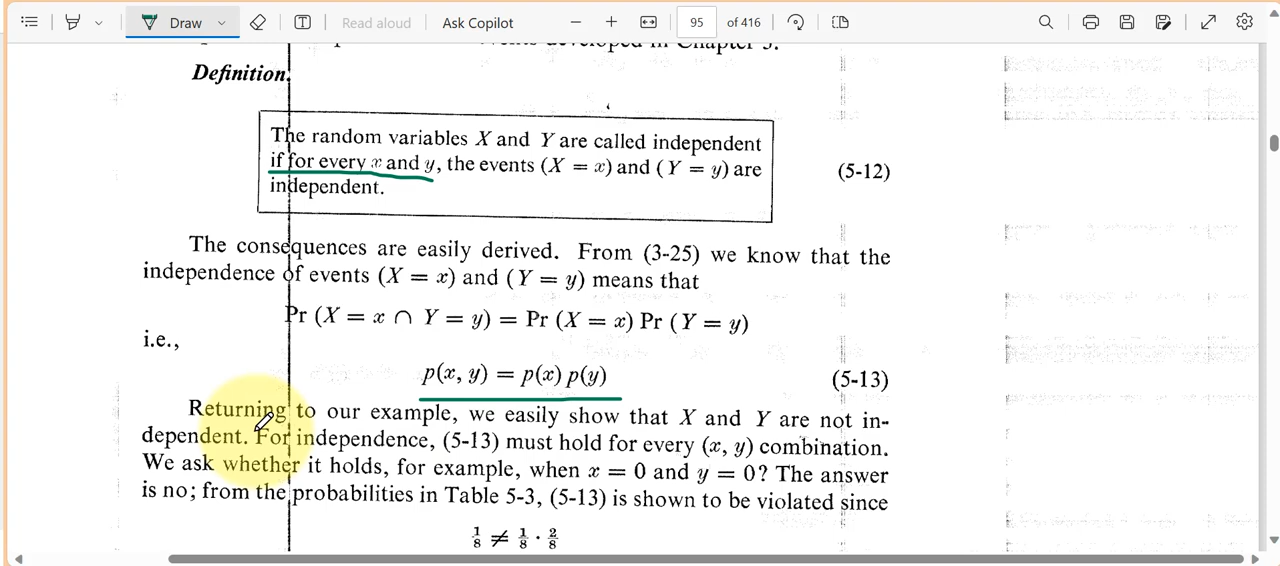 Draw
Read aloud
Ask Copilot
95
of 416
developed in Chapter 3.
Definition.
The random variables X and Y are called independent
if for every x and y, the events (X = x) and (Y = y) are
independent.
(5-12)
The consequences are easily derived. From (3-25) we know that the
independence of events (X = x) and (Y = y) means that
Pr (X = x ∩ Y = y) = Pr (X = x) Pr (Y = y)
i.e.,
p(x, y) = p(x) p(y)
(5-13)
Returning to our example, we easily show that X and Y are not in-
dependent. For independence, (5-13) must hold for every (x, y) combination.
We ask whether it holds, for example, when x = 0 and y = 0? The answer
is no; from the probabilities in Table 5-3, (5-13) is shown to be violated since
1/8 ≠ 1/8 · 2/8